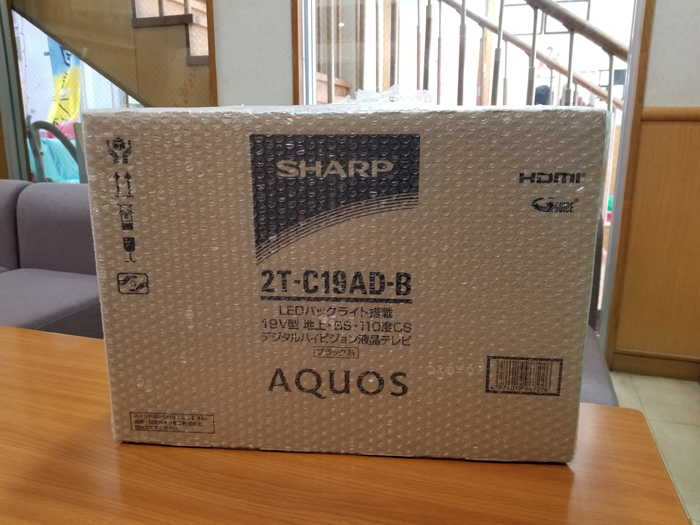 SHARP
HDMI
G-GUIDE
2T-C19AD-B
LEDバックライト搭載
19V型 地上・BS・110度CS
デジタルハイビジョン液晶テレビ
ブラック系
AQUOS